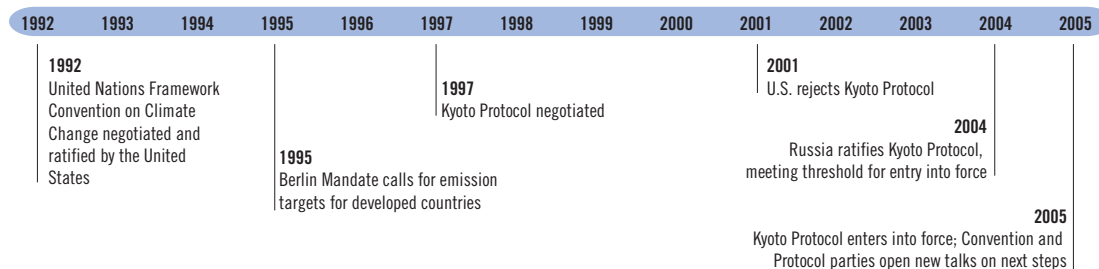 1992 1993 1994 1995 1996 1997 1998 1999 2000 2001 2002 2003 2004 2005
1992
United Nations Framework
Convention on Climate
Change negotiated and
ratified by the United
States
1995
Berlin Mandate calls for emission
targets for developed countries
1997
Kyoto Protocol negotiated
2001
U.S. rejects Kyoto Protocol
2004
Russia ratifies Kyoto Protocol,
meeting threshold for entry into force
2005
Kyoto Protocol enters into force; Convention and
Protocol parties open new talks on next steps